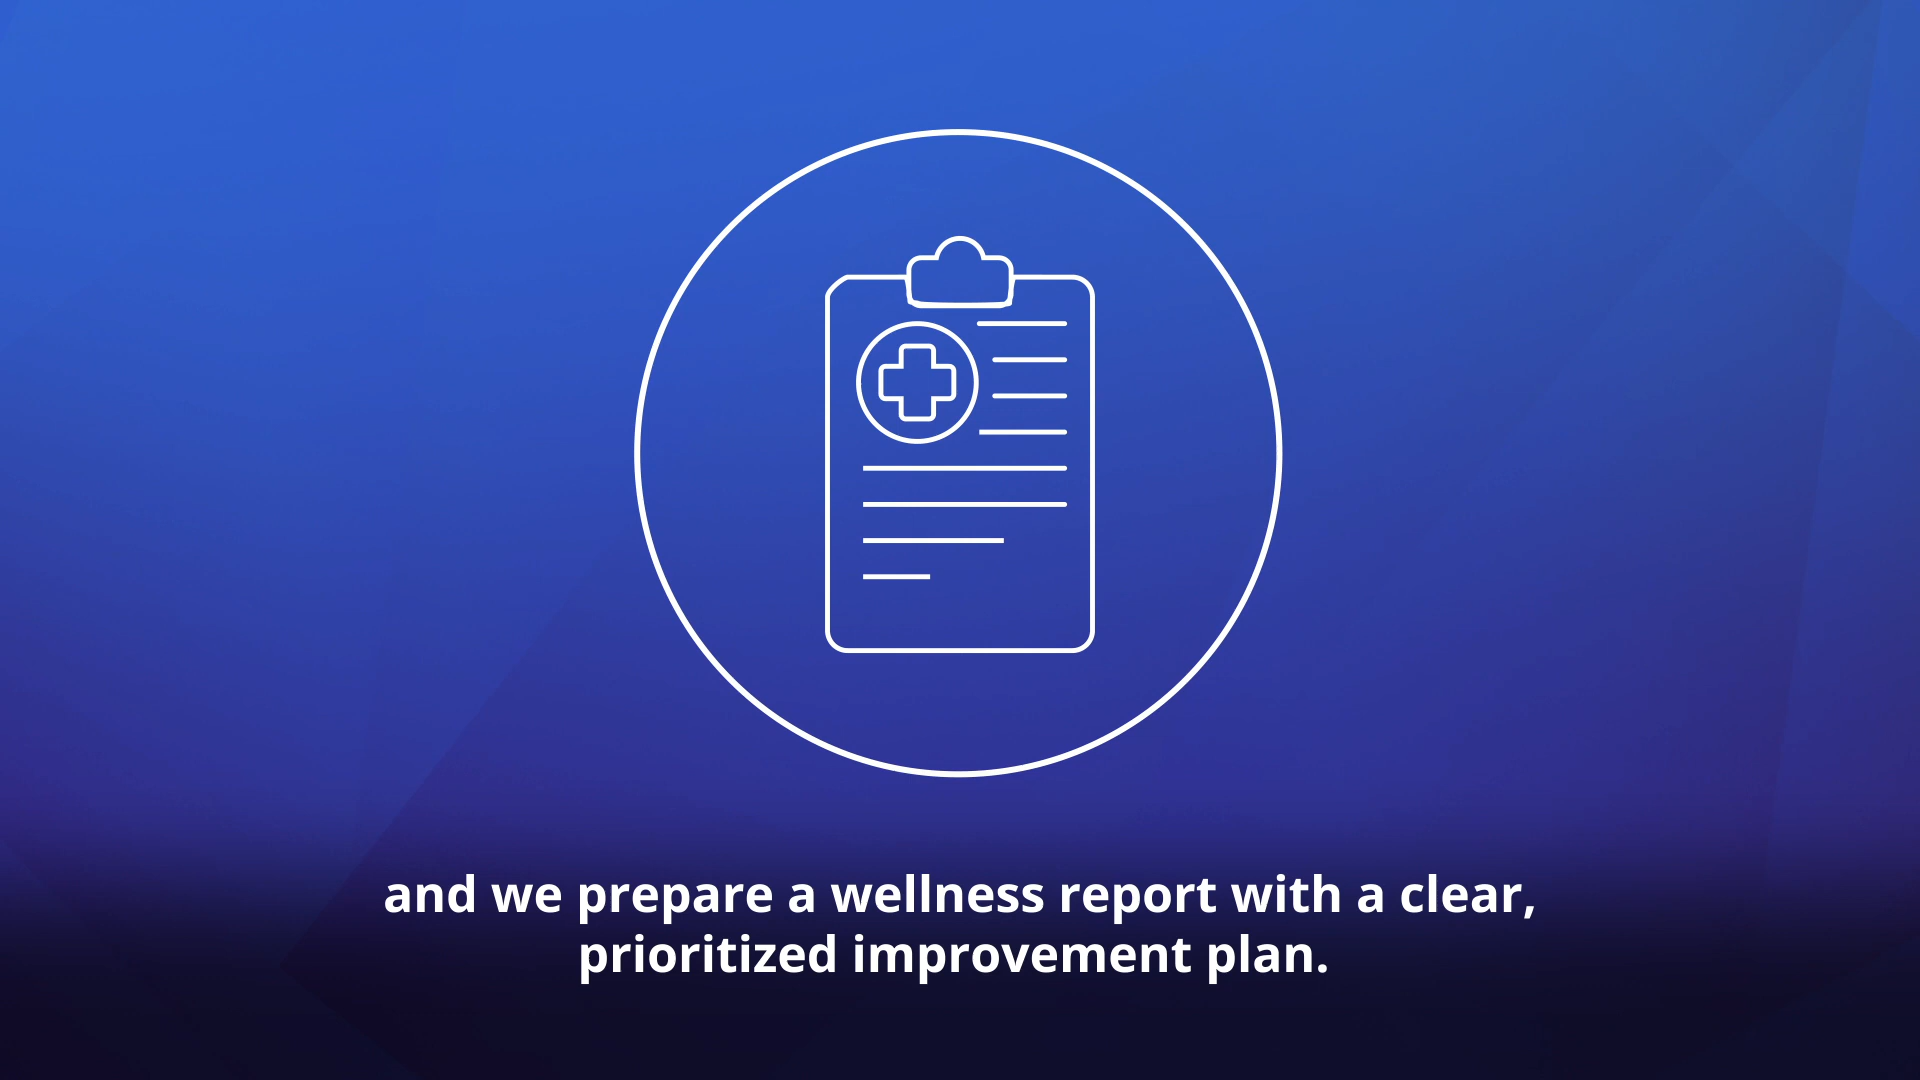 and we prepare a wellness report with a clear,
prioritized improvement plan.